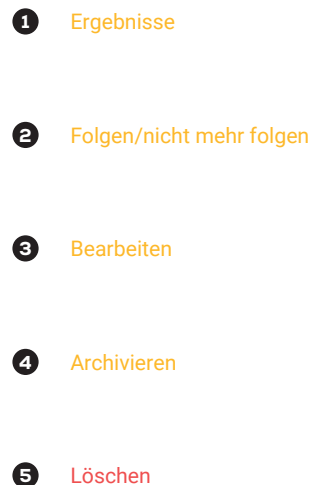 1 Ergebnisse
2 Folgen/nicht mehr folgen
3 Bearbeiten
4 Archivieren
5 Löschen